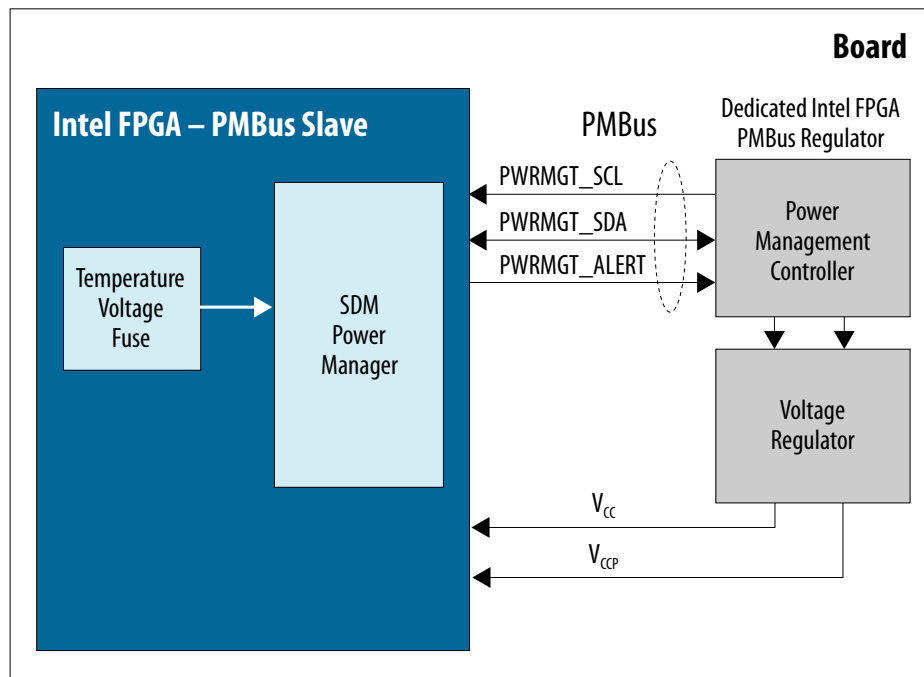 Board
Intel FPGA – PMBus Slave
PMBus
Dedicated Intel FPGA
PMBus Regulator
PWRMGT_SCL
PWRMGT_SDA
PWRMGT_ALERT
Power
Management
Controller
Temperature
Voltage
Fuse
SDM
Power
Manager
Voltage
Regulator
VCC
VCCP